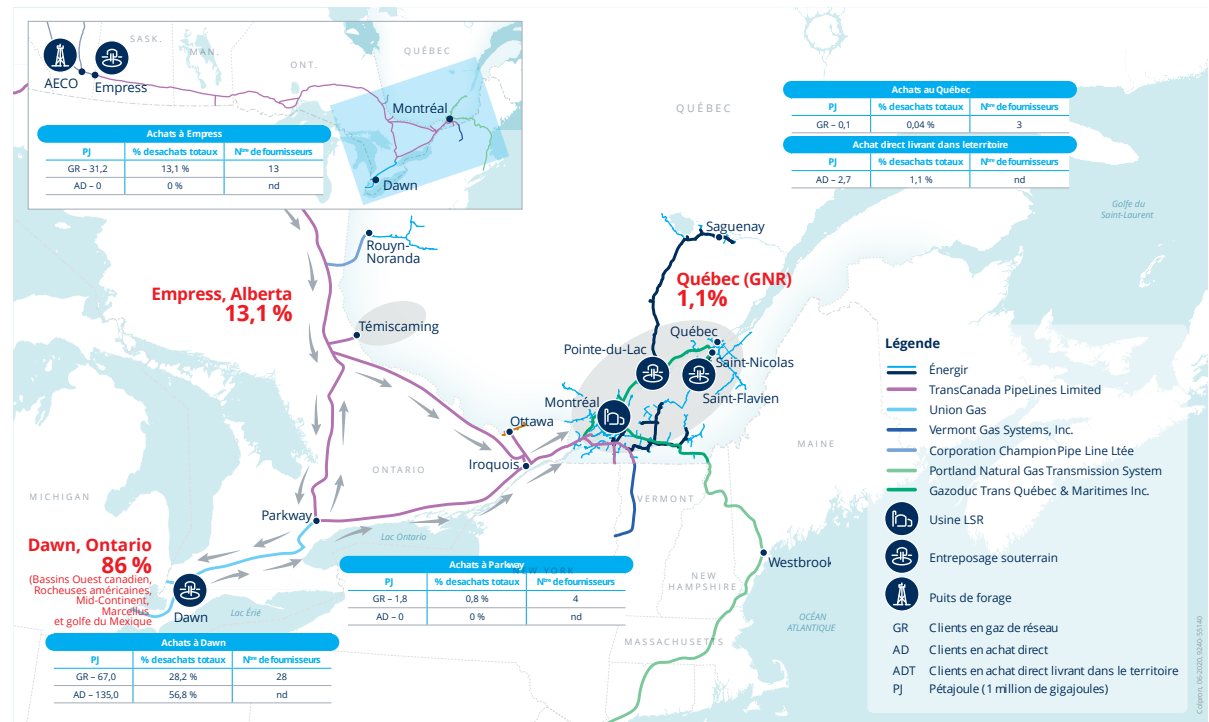 SASK.
MAN.
ONT.
QUÉBEC
AECO
Empress
Montréal
Dawn
Achats à Empress
PJ % desachats totaux Nbre de fournisseurs
GR – 31,2 13,1 % 13
AD – 0 0 % nd
QUÉBEC
Achats au Québec
PJ % desachats totaux Nbre de fournisseurs
GR – 0,1 0,04 % 3
Achat direct livrant dans leterritoire
PJ % desachats totaux Nbre de fournisseurs
AD – 2,7 1,1 % nd
Golfe du
Saint-Laurent
Rouyn-
Noranda
Saguenay
Empress, Alberta
13,1 %
Québec (GNR)
1,1%
Témiscaming
Québec
Pointe-du-Lac
Saint-Nicolas
Saint-Flavien
Montréal
Ottawa
Iroquois
ONTARIO
MICHIGAN
MAINE
VERMONT
Parkway
Lac Ontario
Dawn, Ontario
86 %
(Bassins Ouest canadien,
Rocheuses américaines,
Mid-Continent,
Marcellus
et golfe du Mexique
Dawn
Lac Érié
NEW YORK
Achats à Parkway
PJ % desachats totaux Nbre de fournisseurs
GR – 1,8 0,8 % 4
AD – 0 0 % nd
Achats à Dawn
PJ % desachats totaux Nbre de fournisseurs
GR – 67,0 28,2 % 28
AD – 135,0 56,8 % nd
Westbrook
NEW
HAMPSHIRE
MASSACHUSETTS
OCÉAN
ATLANTIQUE
Légende
Énergir
TransCanada PipeLines Limited
Union Gas
Vermont Gas Systems, Inc.
Corporation Champion Pipe Line Ltée
Portland Natural Gas Transmission System
Gazoduc Trans Québec & Maritimes Inc.
Usine LSR
Entreposage souterrain
Puits de forage
GR Clients en gaz de réseau
AD Clients en achat direct
ADT Clients en achat direct livrant dans le territoire
PJ Pétajoule (1 million de gigajoules)
Colpron, 06-2020, 9240-55140